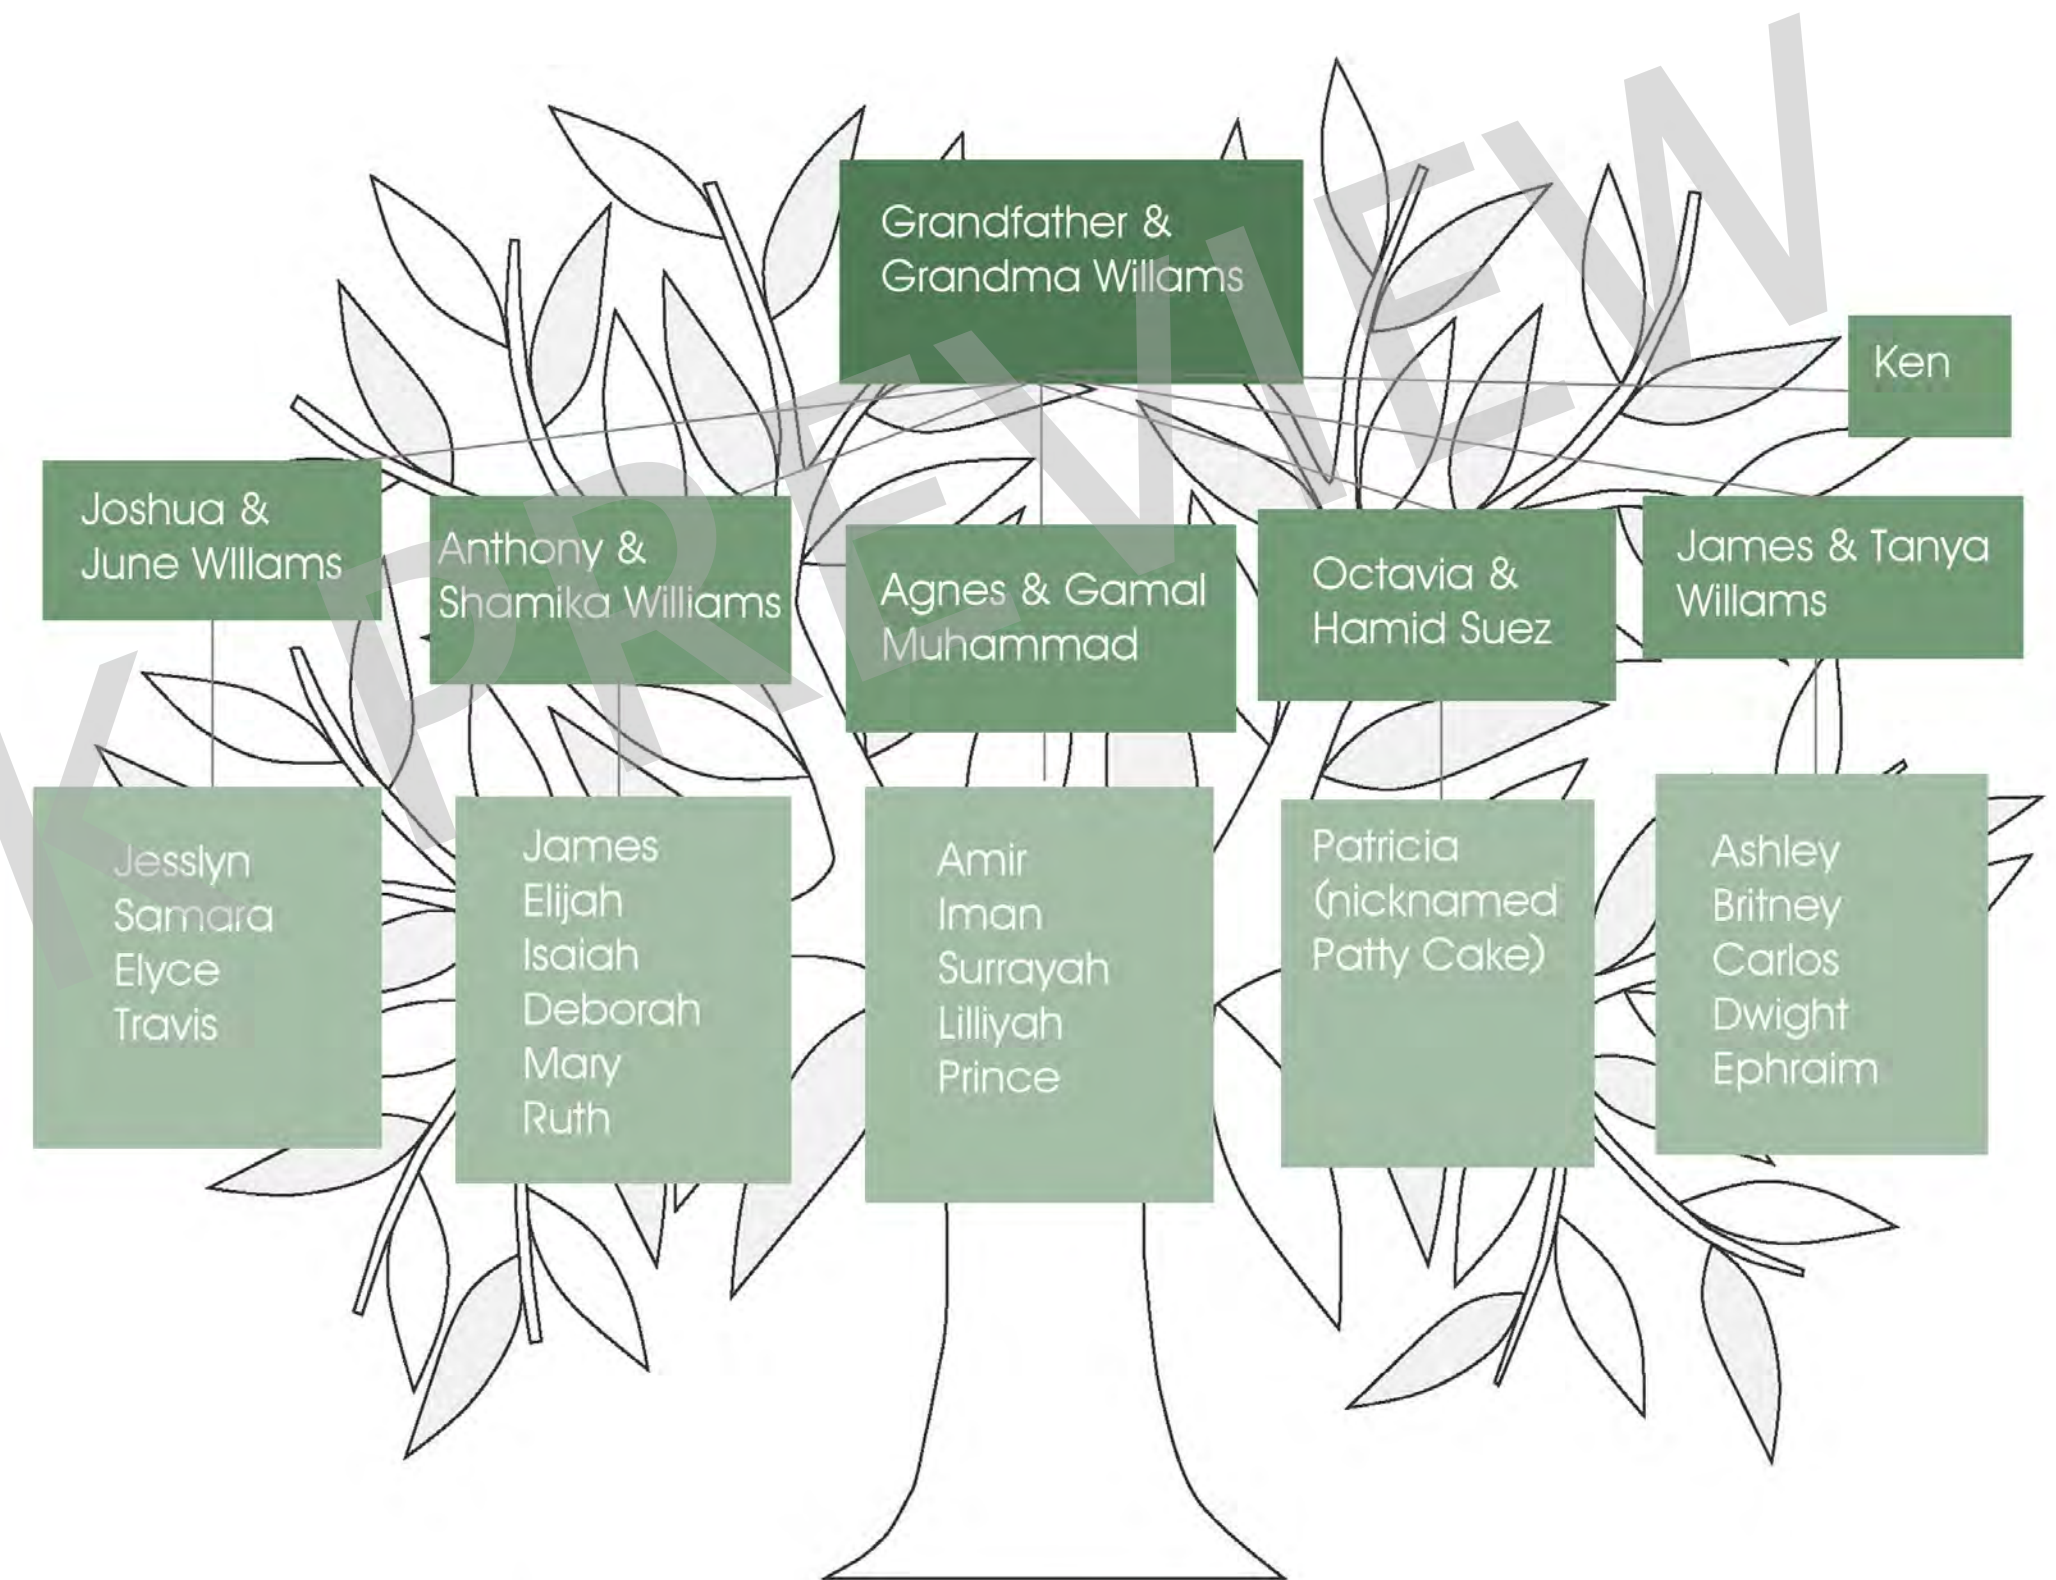 Grandfather &
Grandma Willams
Ken
Joshua &
June WIllams
Anthony &
Shamika Williams
Agnes & Gamal
Muhammad
Octavia &
Hamid Suez
James & Tanya
Willams
Jesslyn
Samara
Elyce
Travis
James
Elijah
Isaiah
Deborah
Mary
Ruth
Amir
Iman
Surrayah
Lilliyah
Prince
Patricia
(nicknamed
Patty Cake)
Ashley
Britney
Carlos
Dwight
Ephraim
K PREVIEW